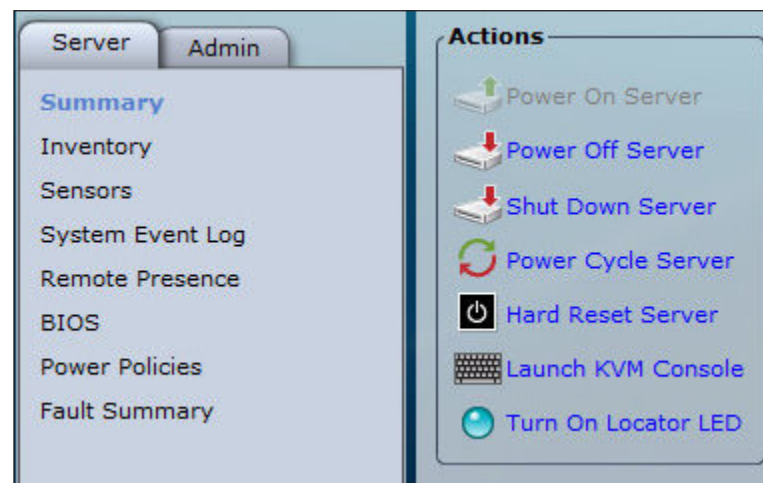 Server
Admin
Summary
Inventory
Sensors
System Event Log
Remote Presence
BIOS
Power Policies
Fault Summary
Actions
Power On Server
Power Off Server
Shut Down Server
Power Cycle Server
Hard Reset Server
Launch KVM Console
Turn On Locator LED